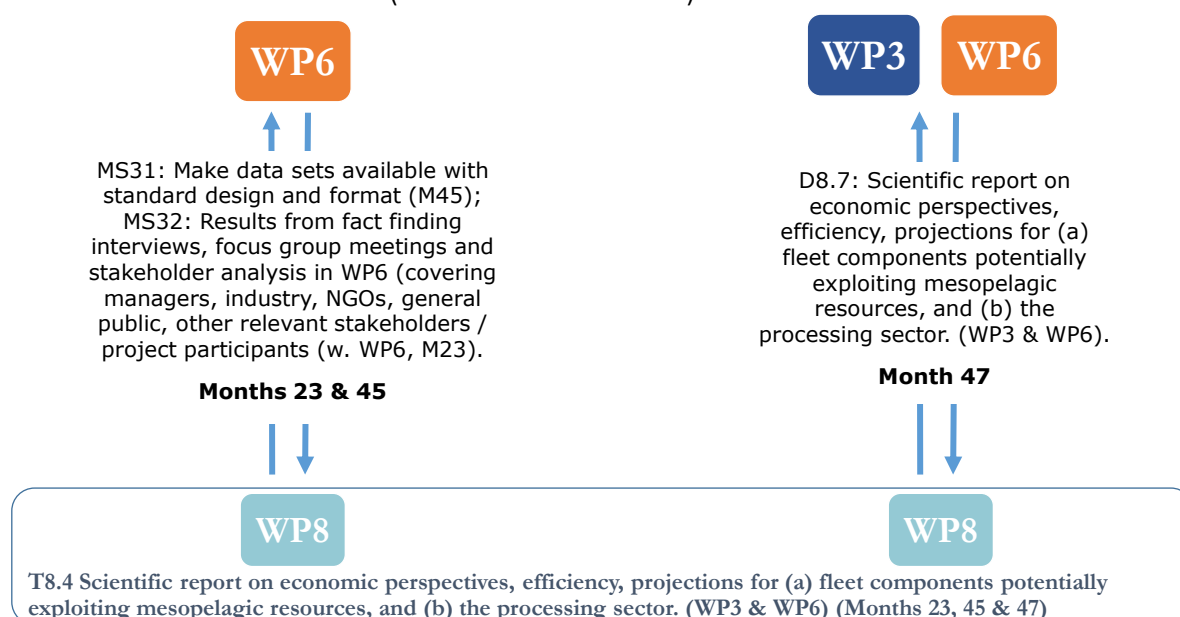 WP6
MS31: Make data sets available with
standard design and format (M45);
MS32: Results from fact finding
interviews, focus group meetings and
stakeholder analysis in WP6 (covering
managers, industry, NGOs, general
public, other relevant stakeholders /
project participants (w. WP6, M23).
Months 23 & 45
WP8
WP3 WP6
D8.7: Scientific report on
economic perspectives,
efficiency, projections for (a)
fleet components potentially
exploiting mesopelagic
resources, and (b) the
processing sector. (WP3 & WP6).
Month 47
WP8
T8.4 Scientific report on economic perspectives, efficiency, projections for (a) fleet components potentially
exploiting mesopelagic resources, and (b) the processing sector. (WP3 & WP6) (Months 23, 45 & 47)